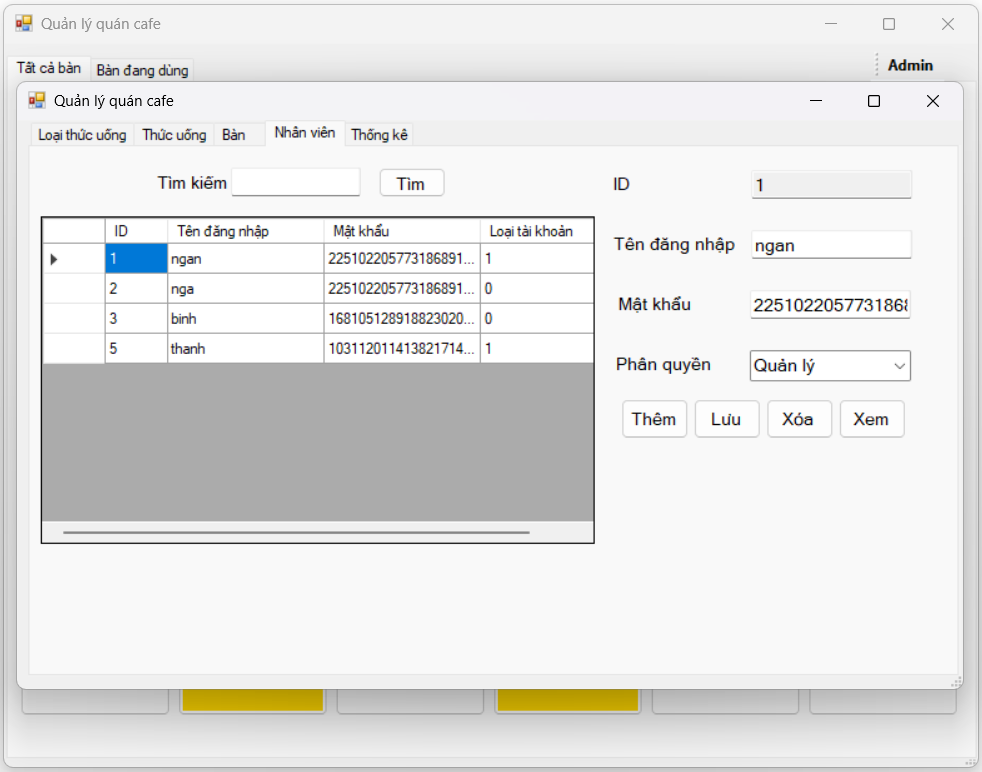 Quản lý quán cafe
Tất cả bàn Bàn đang dùng Admin
Quản lý quán cafe
Loại thức uống Thức uống Bàn Nhân viên Thống kê
Tìm kiếm Tìm
ID 1
ID Tên đăng nhập Mật khẩu Loại tài khoản
1 ngan 225102205773186891... 1
2 nga 225102205773186891... 0
3 binh 168105128918823020... 0
5 thanh 103112011413821714... 1
Tên đăng nhập ngan
Mật khẩu 225102205773186
Phân quyền Quản lý
Thêm Lưu Xóa Xem